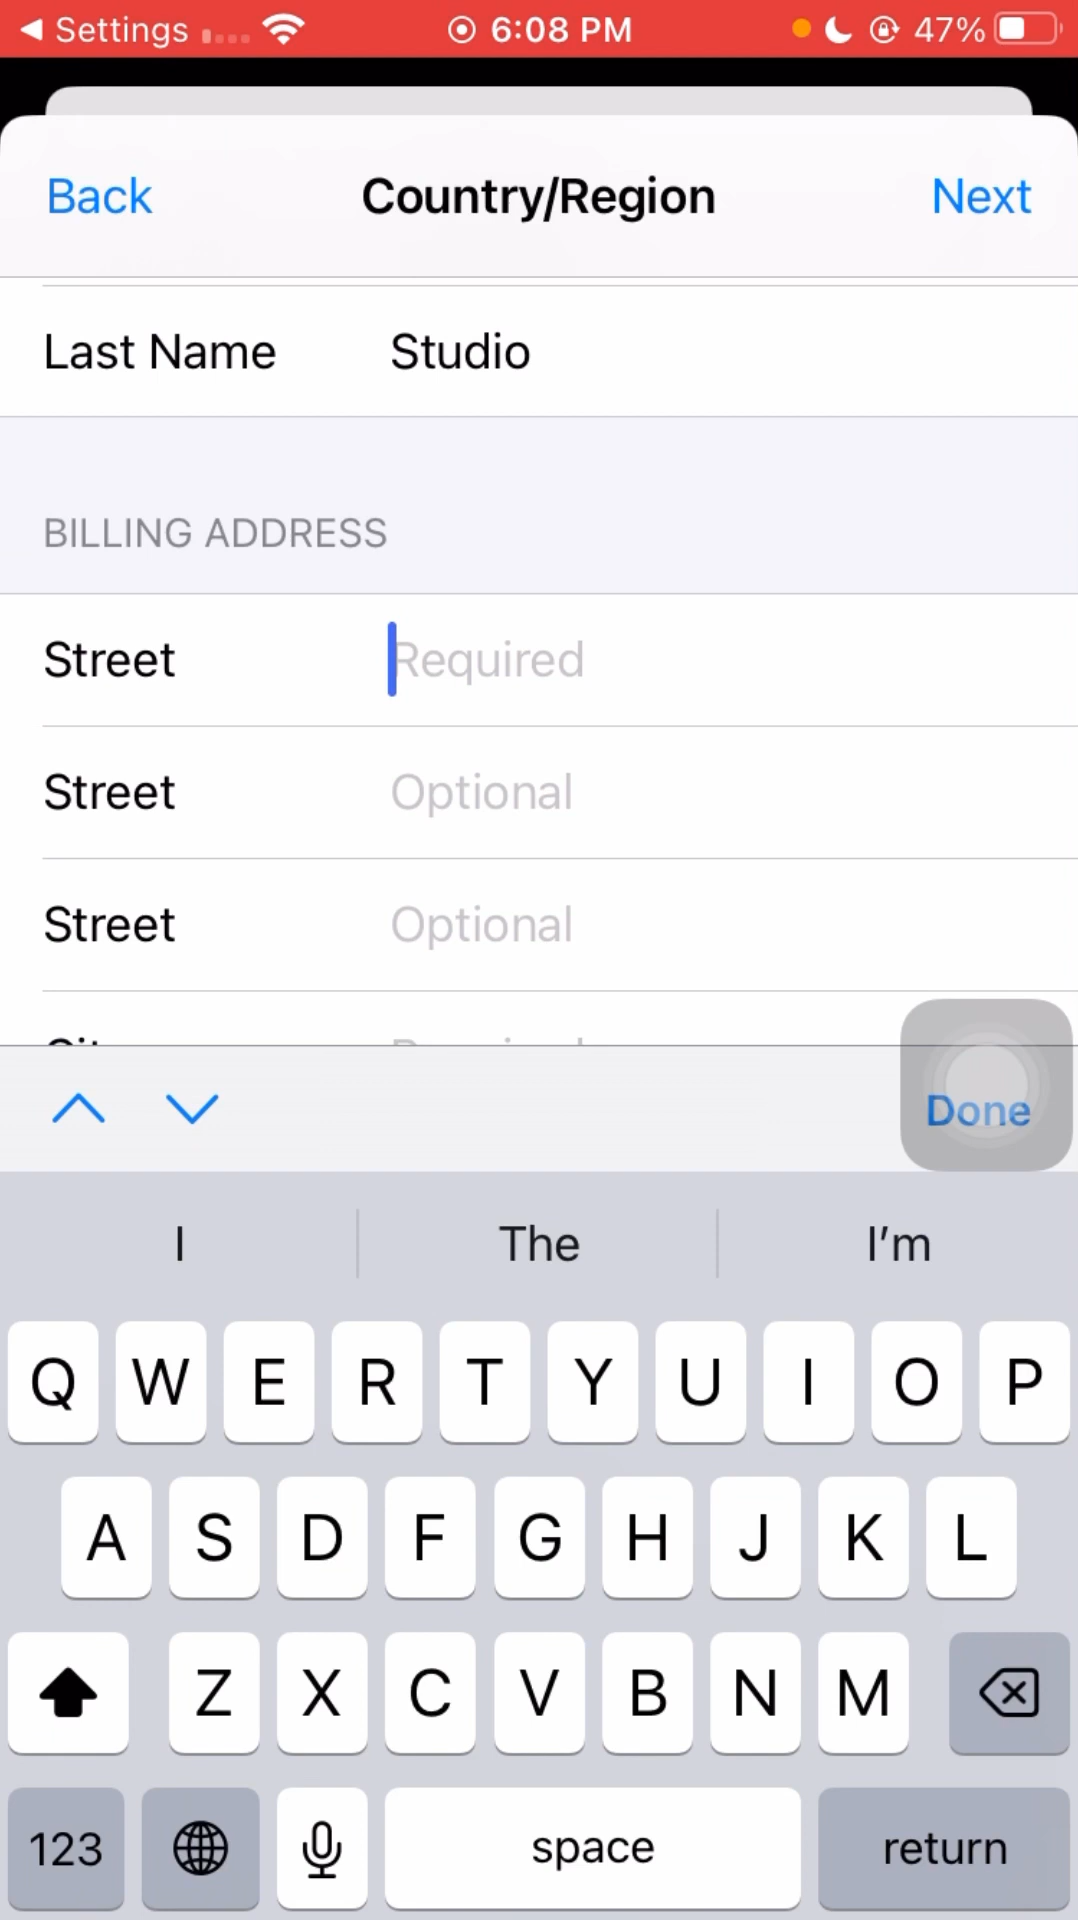 Settings 6:08 PM 47%
Back Country/Region Next
Last Name Studio
BILLING ADDRESS
Street Required
Street Optional
Street Optional
Done
I The I'm
Q W E R T Y U I O P
A S D F G H J K L
Z X C V B N M
123 space return